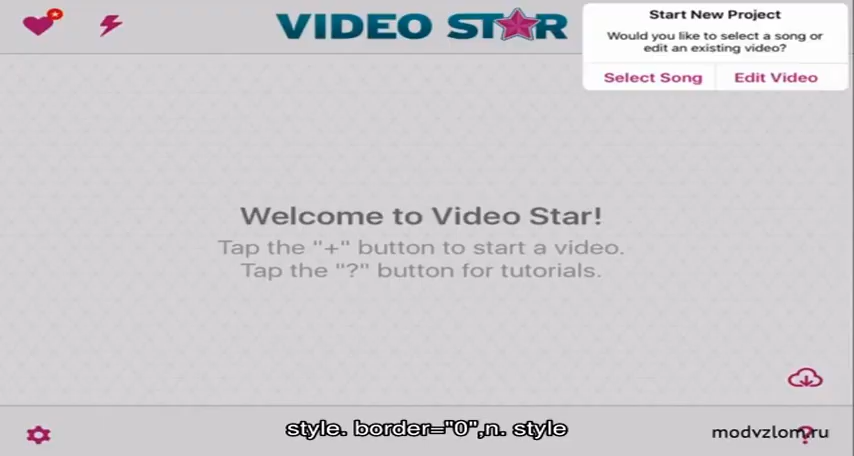 VIDEO STAR
Start New Project
Would you like to select a song or
edit an existing video?
Select Song
Edit Video
Welcome to Video Star!
Tap the "+" button to start a video.
Tap the "?" button for tutorials.
style. border="0",n. style
modvzlom.ru
?